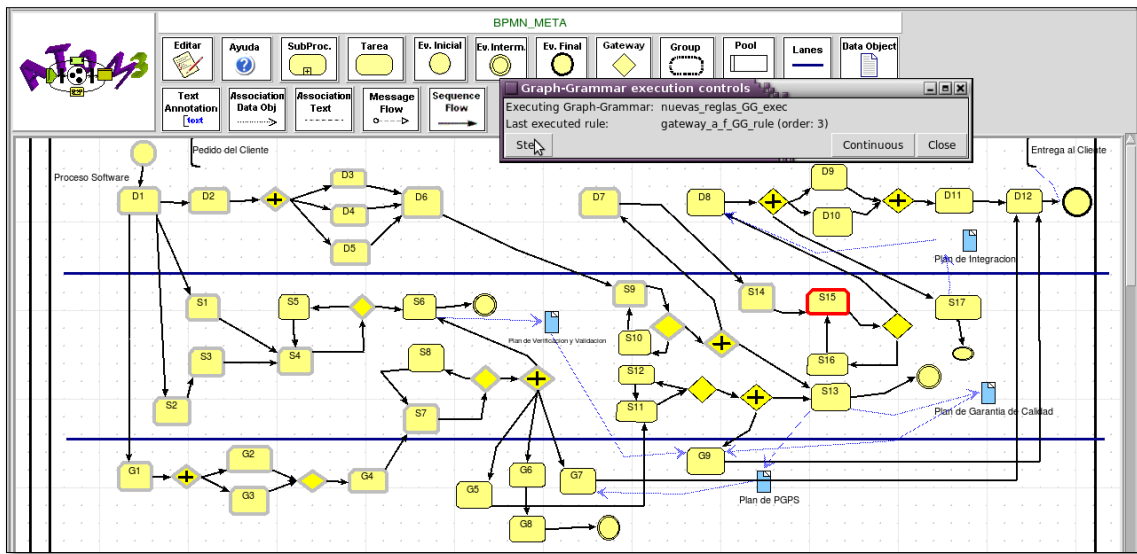 BPMN_META
ATOM3
Editar
Ayuda
SubProc.
Tarea
Ev. Inicial
Ev. Interm.
Ev. Final
Gateway
Group
Pool
Lanes
Data Object
Text
Annotation
text
Association
Data Obj
Association
Text
Message
Flow
Sequence
Flow
Graph-Grammar execution controls
Executing Graph-Grammar: nuevas_reglas_GG_exec
Last executed rule: gateway_a_f_GG_rule (order: 3)
Continuous
Close
Pedido del Cliente
Entrega al Cliente
Proceso Software
D1
D2
D3
D4
D5
D6
D7
D8
D9
D10
D11
D12
Plan de Integracion
S1
S2
S3
S4
S5
S6
S7
S8
S9
S10
S11
S12
S13
S14
S15
S16
S17
Plan de Verificacion y Validacion
Plan de Garantia de Calidad
G1
G2
G3
G4
G5
G6
G7
G8
G9
Plan de PGPS